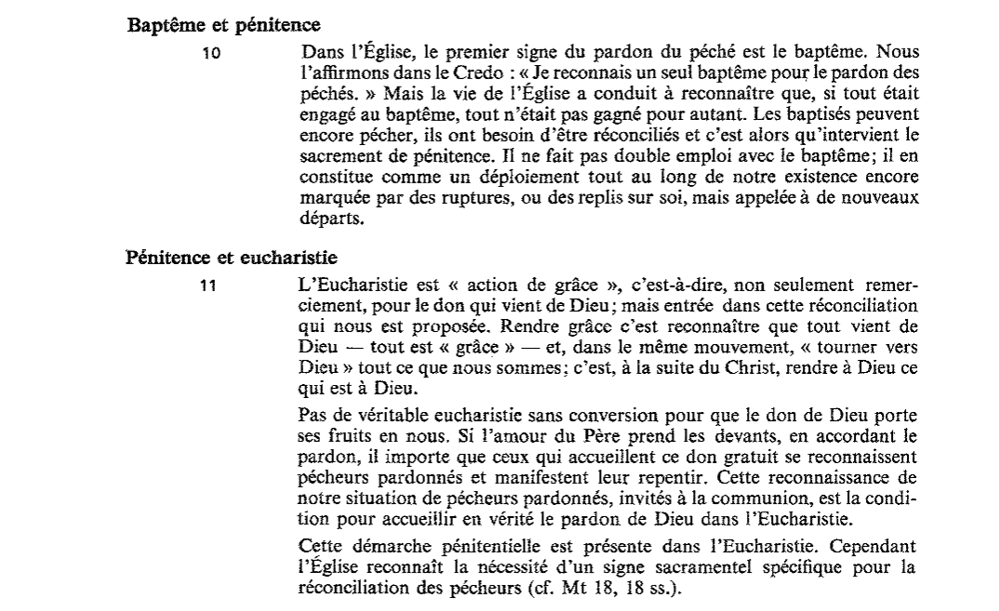 Baptême et pénitence
10 Dans l'Église, le premier signe du pardon du péché est le baptême. Nous
l'affirmons dans le Credo : « Je reconnais un seul baptême pour le pardon des
péchés. » Mais la vie de l'Église a conduit à reconnaître que, si tout était
engagé au baptême, tout n'était pas gagné pour autant. Les baptisés peuvent
encore pécher, ils ont besoin d'être réconciliés et c'est alors qu'intervient le
sacrement de pénitence. Il ne fait pas double emploi avec le baptême; il en
constitue comme un déploiement tout au long de notre existence encore
marquée par des ruptures, ou des replis sur soi, mais appelée à de nouveaux
départs.
Pénitence et eucharistie
11 L'Eucharistie est « action de grâce », c'est-à-dire, non seulement remer-
ciement, pour le don qui vient de Dieu; mais entrée dans cette réconciliation
qui nous est proposée. Rendre grâce c'est reconnaître que tout vient de
Dieu — tout est « grâce » — et, dans le même mouvement, « tourner vers
Dieu » tout ce que nous sommes; c'est, à la suite du Christ, rendre à Dieu ce
qui est à Dieu.
Pas de véritable eucharistie sans conversion pour que le don de Dieu porte
ses fruits en nous. Si l'amour du Père prend les devants, en accordant le
pardon, il importe que ceux qui accueillent ce don gratuit se reconnaissent
pécheurs pardonnés et manifestent leur repentir. Cette reconnaissance de
notre situation de pécheurs pardonnés, invités à la communion, est la condi-
tion pour accueillir en vérité le pardon de Dieu dans l'Eucharistie.
Cette démarche pénitentielle est présente dans l'Eucharistie. Cependant
l'Église reconnaît la nécessité d'un signe sacramentel spécifique pour la
réconciliation des pécheurs (cf. Mt 18, 18 ss.).